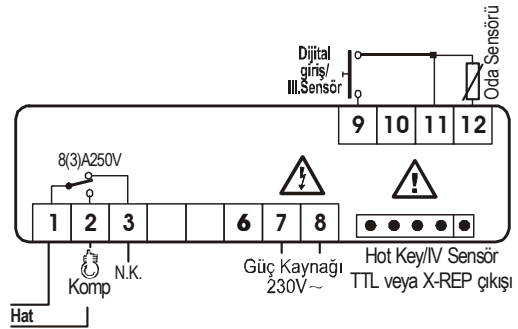 Dijital
giriş/
III.Sensör
Oda Sensörü
9 10 11 12
8(3)A250V
1 2 3 6 7 8
Komp
N.K.
Güç Kaynağı
230V~
Hot Key/IV Sensör
TTL veya X-REP çıkışı
Hat